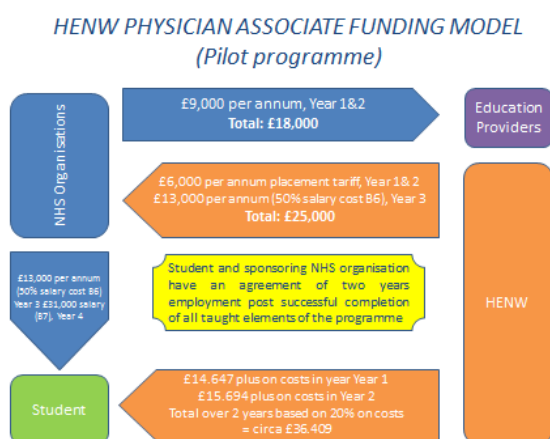 HENW PHYSICIAN ASSOCIATE FUNDING MODEL
(Pilot programme)
NHS Organisations
£9,000 per annum, Year 1&2
Total: £18,000
Education
Providers
£6,000 per annum placement tariff, Year 1& 2
£13,000 per annum (50% salary cost B6), Year 3
Total: £25,000
£13,000 per annum
(50% salary cost B6)
Year 3 £31,000 salary
(B7), Year 4
Student and sponsoring NHS organisation
have an agreement of two years
employment post successful completion
of all taught elements of the programme
HENW
Student
£14.647 plus on costs in year Year 1
£15.694 plus on costs in Year 2
Total over 2 years based on 20% on costs
= circa £36.409